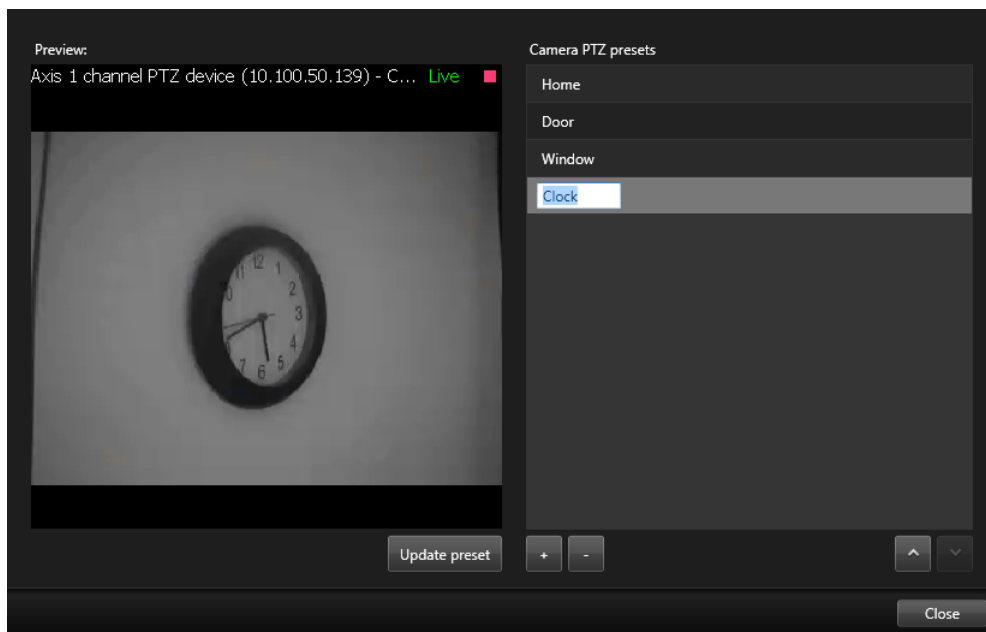 Preview:
Axis 1 channel PTZ device (10.100.50.139) - C... Live
Camera PTZ presets
Home
Door
Window
Clock
11 12 1
2
3
4
5
6
7
Update preset
+ -
Close